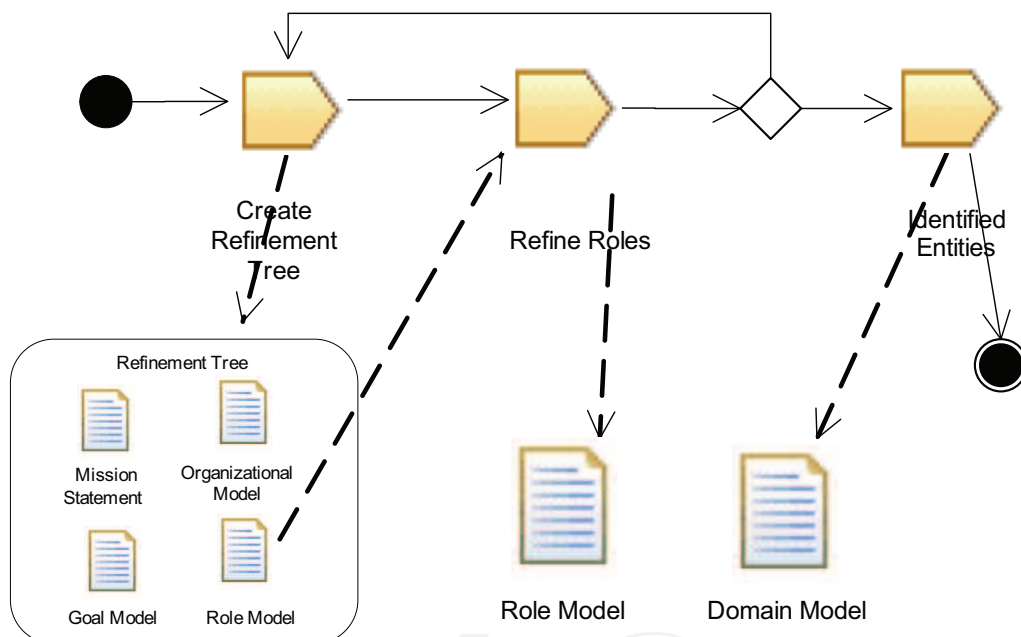 Create
Refinement
Tree
Refine Roles
Identified
Entities
Refinement Tree
Mission
Statement
Organizational
Model
Goal Model
Role Model
Role Model
Domain Model